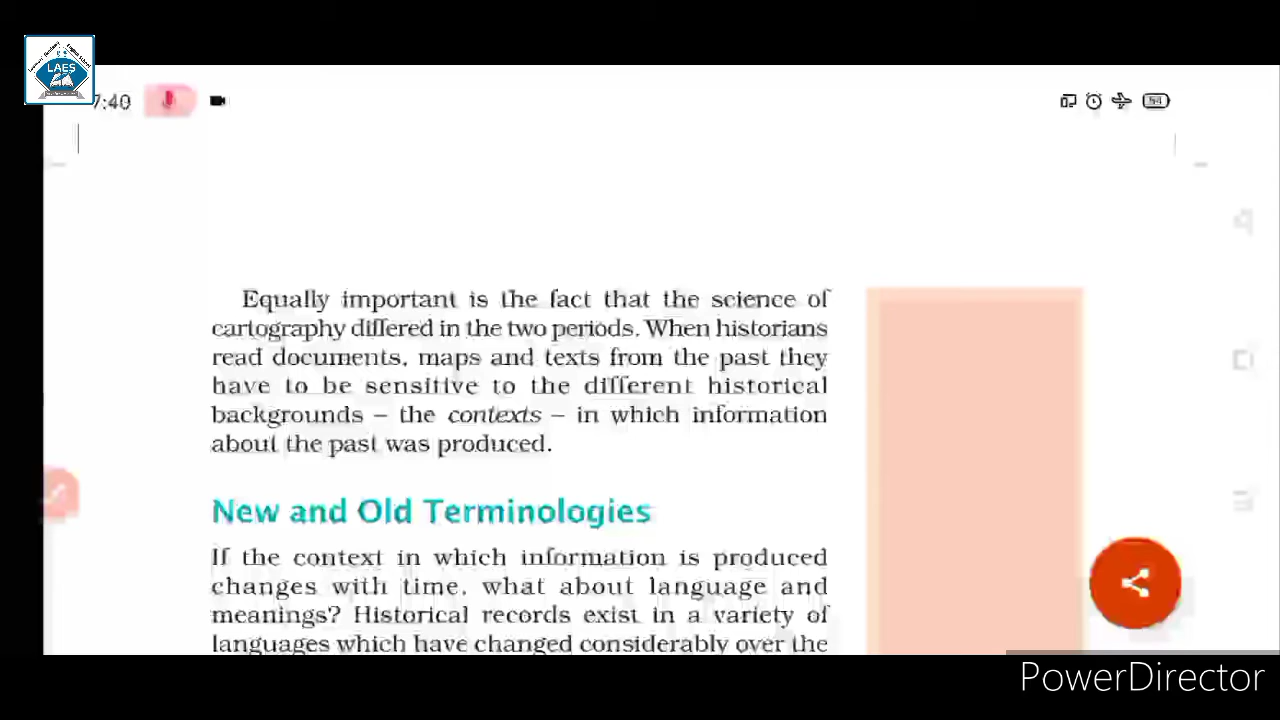 LAES
7:40
54
Equally important is the fact that the science of
cartography differed in the two periods. When historians
read documents, maps and texts from the past they
have to be sensitive to the different historical
backgrounds – the contexts – in which information
about the past was produced.
New and Old Terminologies
If the context in which information is produced
changes with time, what about language and
meanings? Historical records exist in a variety of
languages which have changed considerably over the
PowerDirector